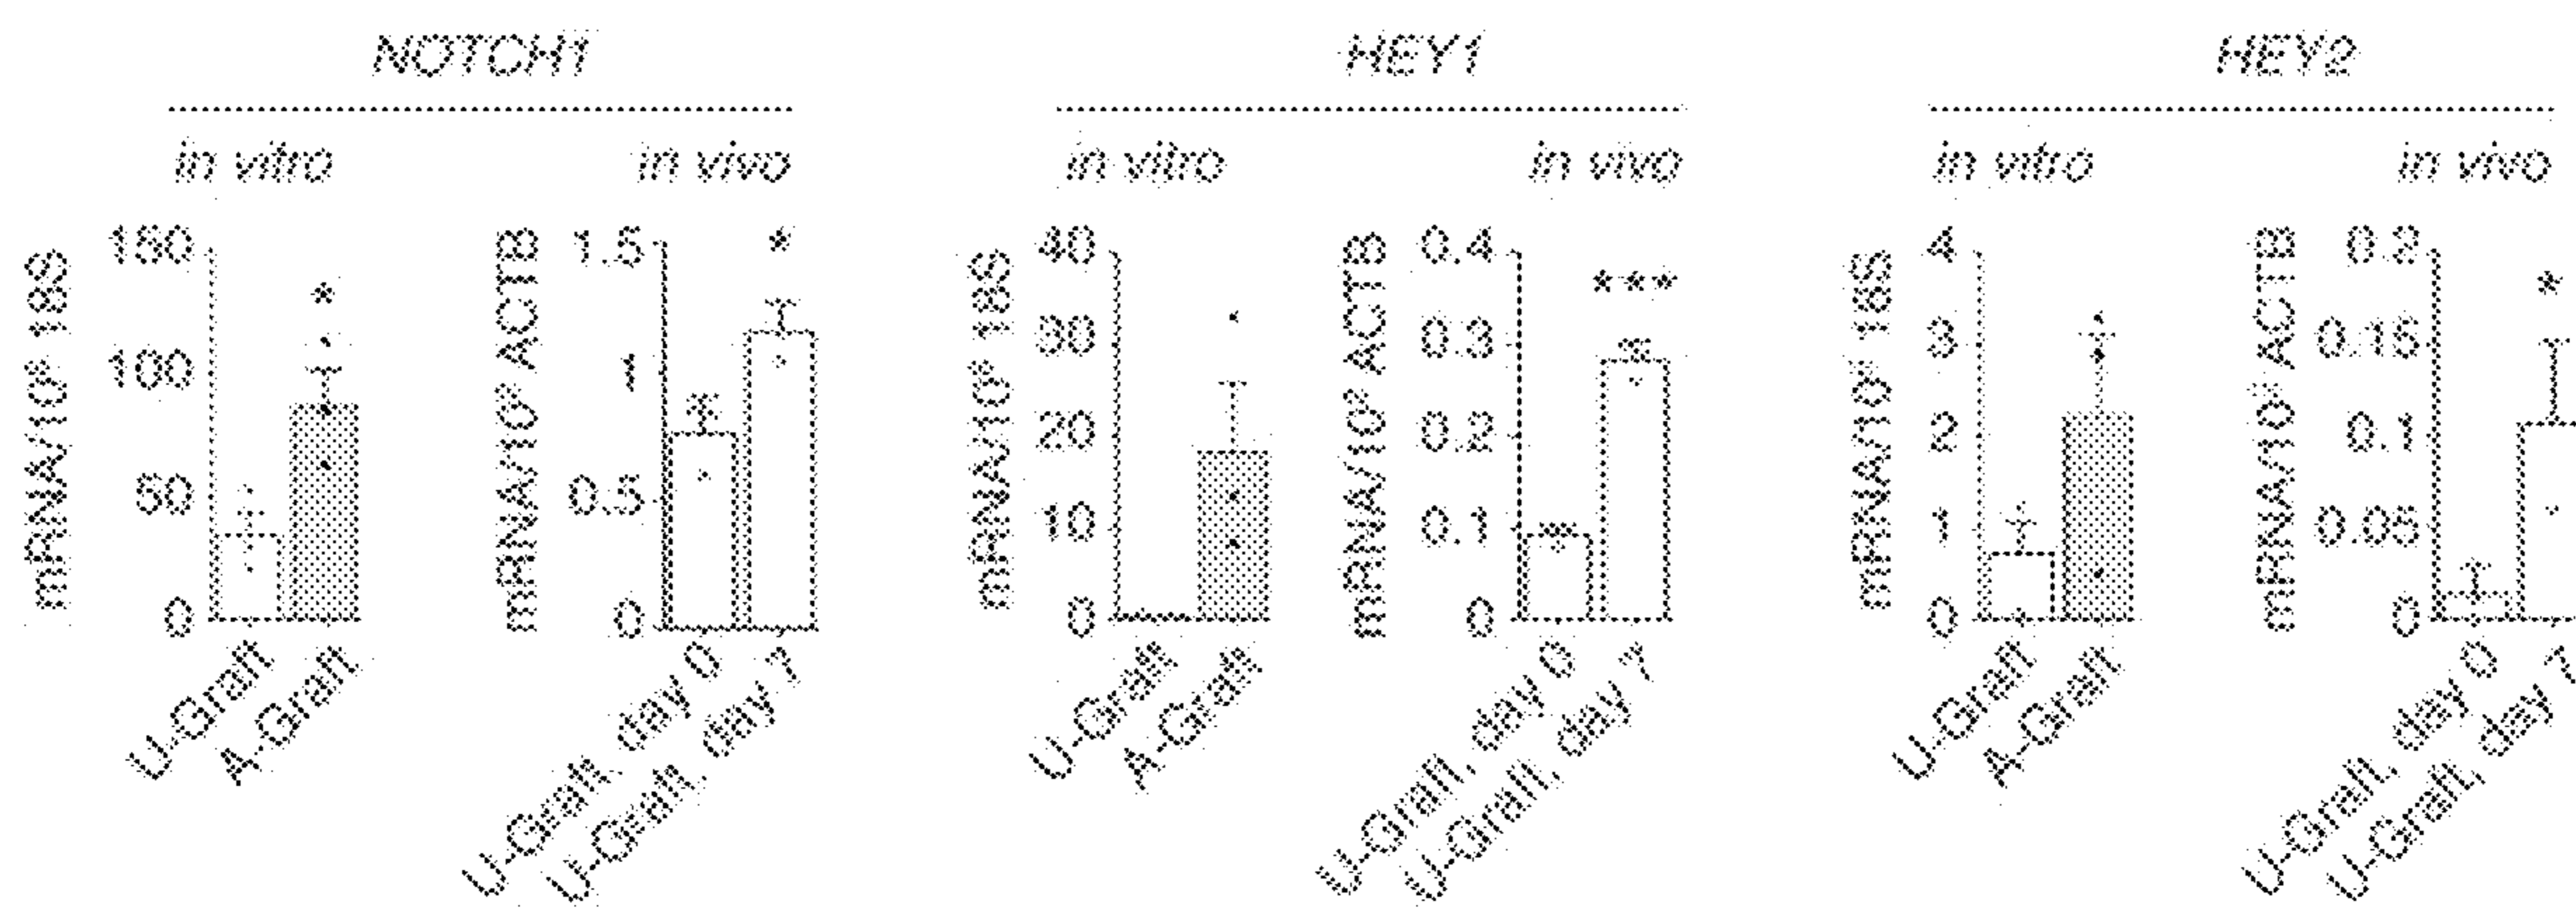 NOTCH1
in vitro
in vivo
mRNA/10⁶ 18S
150
100
50
0
U-Graft
A-Graft
*
mRNA/10⁶ ACTB
1.5
1
0.5
0
U-Graft, day 0
U-Graft, day 7
*
HEY1
in vitro
in vivo
mRNA/10⁶ 18S
40
30
20
10
0
U-Graft
A-Graft
mRNA/10⁶ ACTB
0.4
0.3
0.2
0.1
0
U-Graft, day 0
U-Graft, day 7
***
HEY2
in vitro
in vivo
mRNA/10⁶ 18S
4
3
2
1
0
U-Graft
A-Graft
mRNA/10⁶ ACTB
0.2
0.15
0.1
0.05
0
U-Graft, day 0
U-Graft, day 7
*